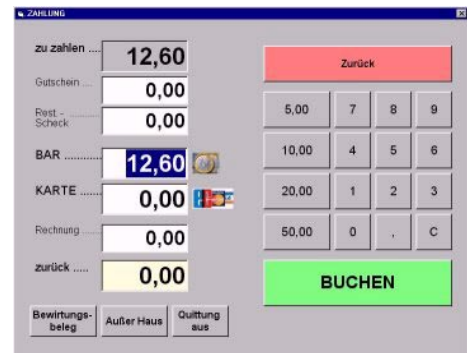 ZAHLUNG
zu zahlen .... 12,60
Gutschein .... 0,00
Rest.- .......... Scheck 0,00
BAR ........... 12,60
KARTE ..... 0,00
Rechnung ..... 0,00
zurück ..... 0,00
Bewirtungs-
beleg
Außer Haus
Quittung
aus
Zurück
5,00 7 8 9
10,00 4 5 6
20,00 1 2 3
50,00 0 , C
BUCHEN